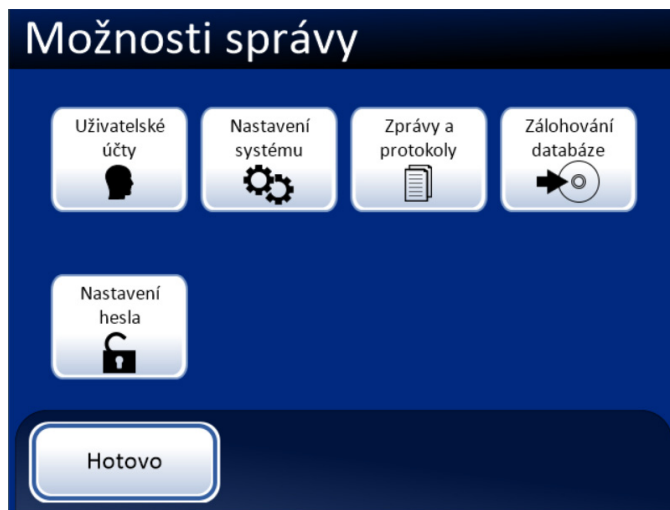 Možnosti správy
Uživatelské
účty
Nastavení
systému
Zprávy a
protokoly
Zálohování
databáze
Nastavení
hesla
Hotovo